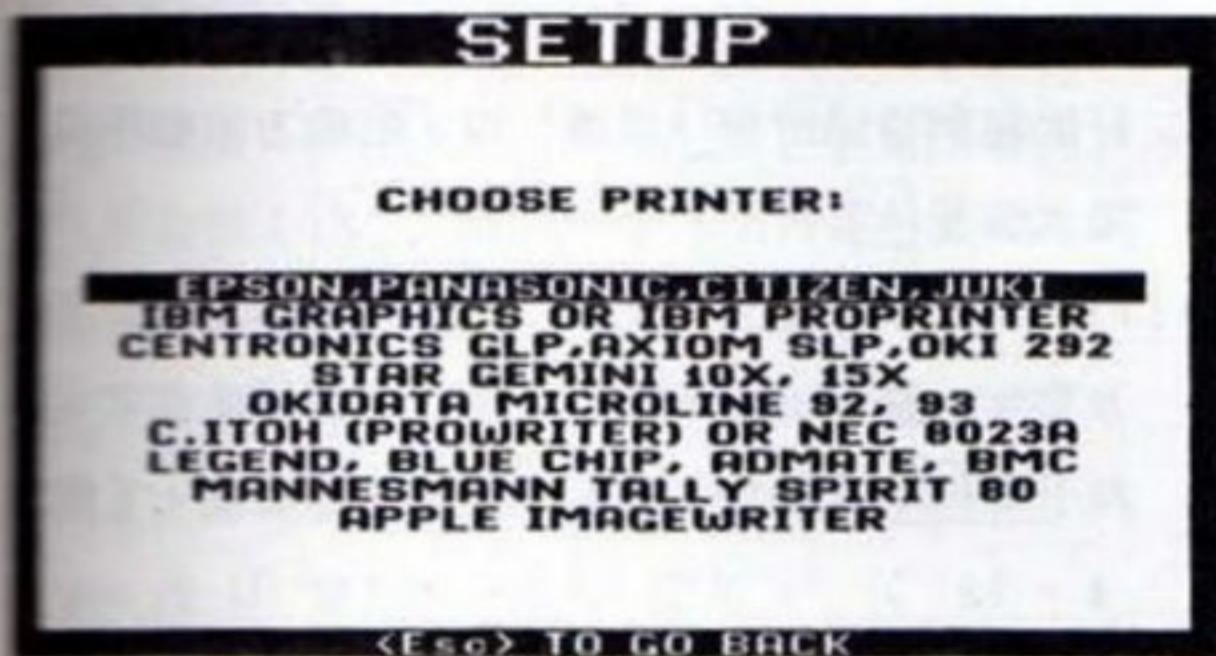 SETUP
CHOOSE PRINTER:
EPSON,PANASONIC,CITIZEN,JUKI
IBM GRAPHICS OR IBM PROPRINTER
CENTRONICS GLP,AXIOM SLP,OKI 292
STAR GEMINI 10X, 15X
OKIDATA MICROLINE 92, 93
C.ITOH (PROWRITER) OR NEC 8023A
LEGEND, BLUE CHIP, ADMATE, BMC
MANNESMANN TALLY SPIRIT 80
APPLE IMAGEWRITER
<Esc> TO GO BACK